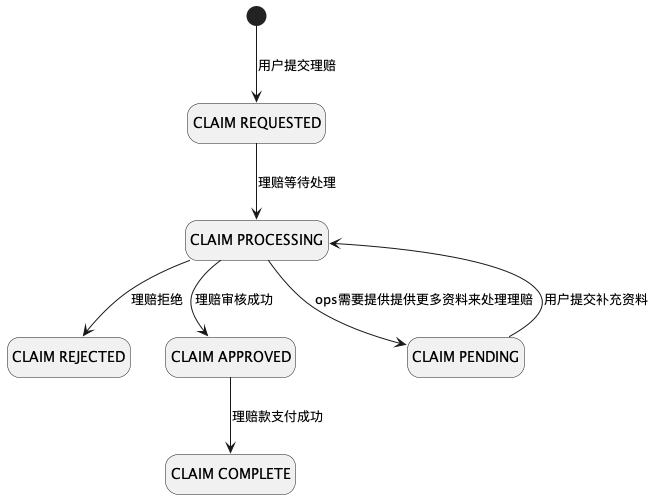 用户提交理赔
CLAIM REQUESTED
理赔等待处理
CLAIM PROCESSING
理赔拒绝
理赔审核成功
ops需要提供提供更多资料来处理理赔
用户提交补充资料
CLAIM REJECTED
CLAIM APPROVED
CLAIM PENDING
理赔款支付成功
CLAIM COMPLETE